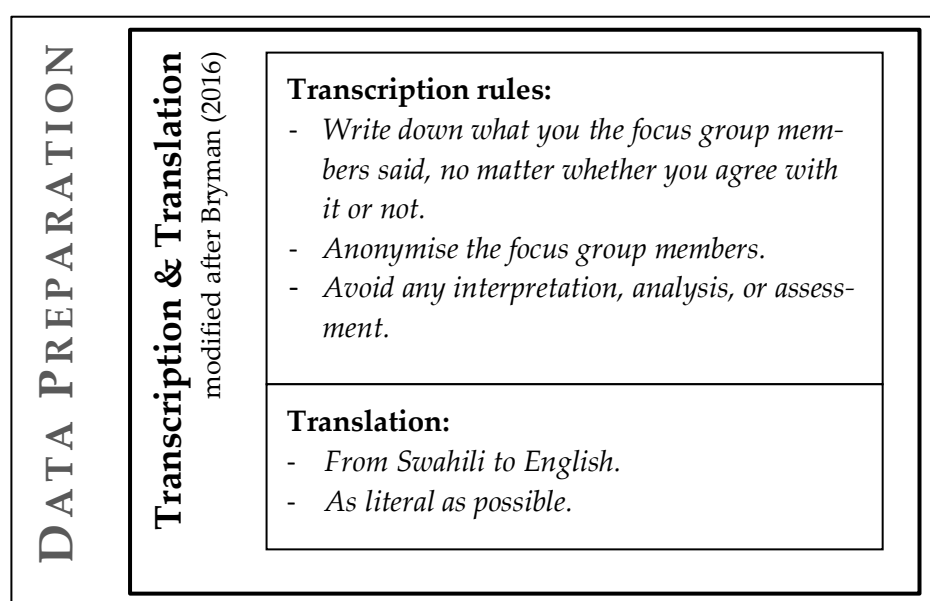 DATA PREPARATION
Transcription & Translation
modified after Bryman (2016)
Transcription rules:
- Write down what you the focus group mem-
bers said, no matter whether you agree with
it or not.
- Anonymise the focus group members.
- Avoid any interpretation, analysis, or assess-
ment.
Translation:
- From Swahili to English.
- As literal as possible.